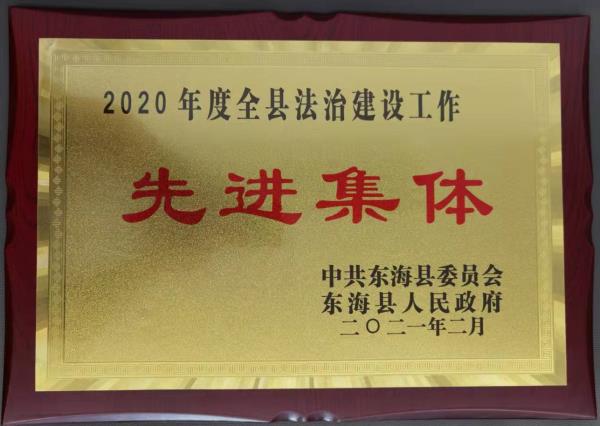 2020年度全县法治建设工作
先进集体
中共东海县委员会
东海县人民政府
二〇二一年二月